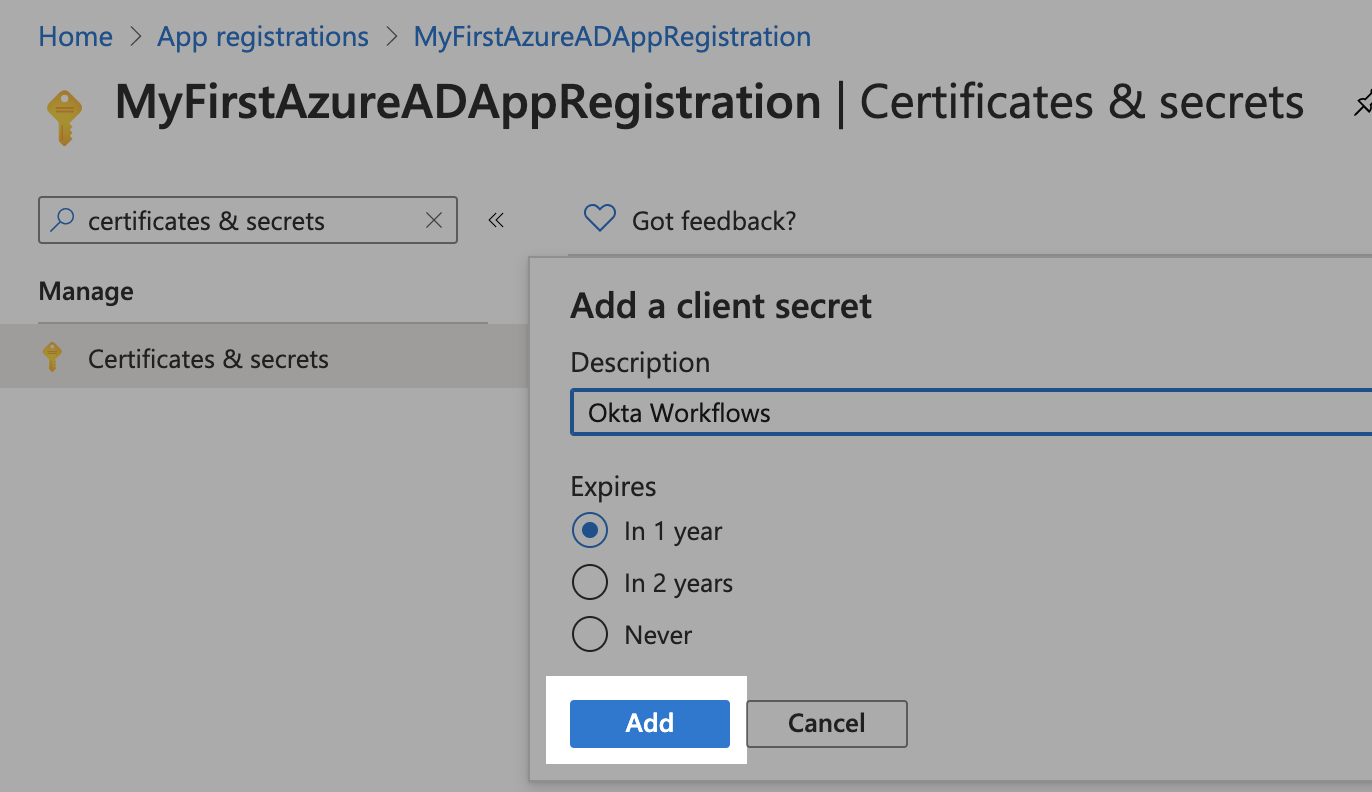 Home > App registrations > MyFirstAzureADAppRegistration
MyFirstAzureADAppRegistration | Certificates & secrets
certificates & secrets
Got feedback?
Manage
Certificates & secrets
Add a client secret
Description
Okta Workflows
Expires
In 1 year
In 2 years
Never
Add Cancel